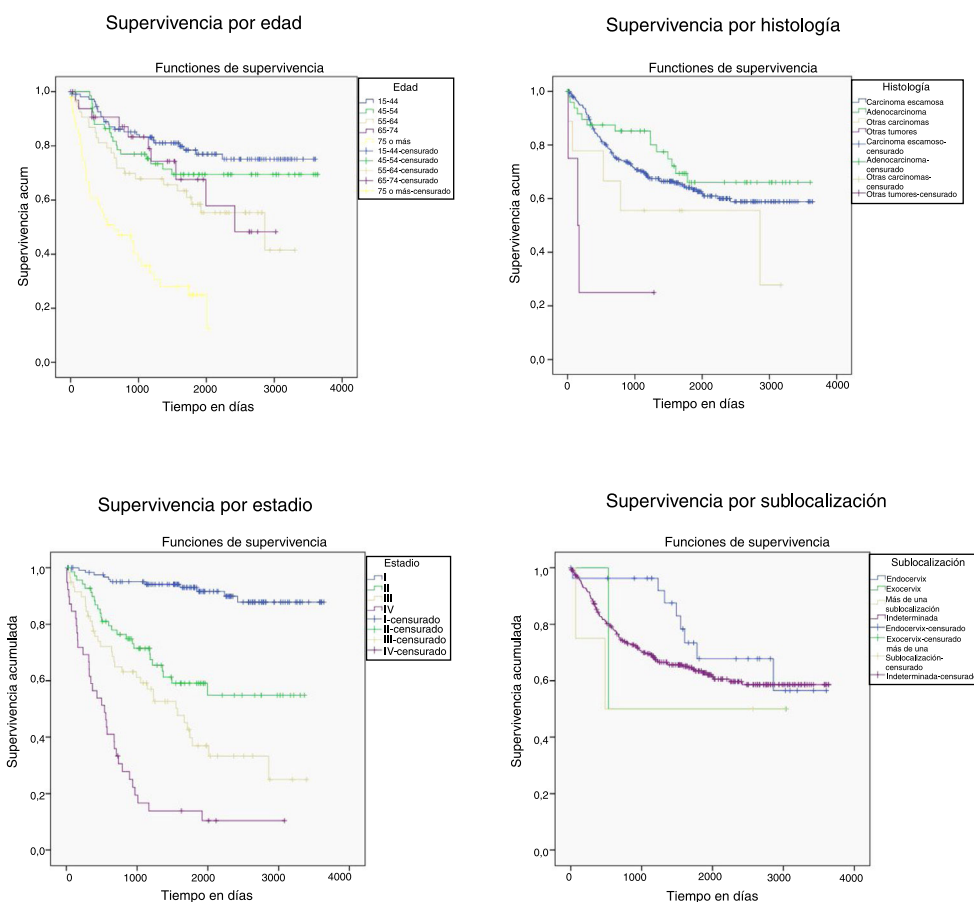 Supervivencia por edad
Functiones de supervivencia
Edad
15-44
45-54
55-64
65-74
75 o más
15-44-censurado
45-54-censurado
55-64-censurado
65-74-censurado
75 o más-censurado
Supervivencia acum
1,0
0,8
0,6
0,4
0,2
0,0
0
1000
2000
3000
4000
Tiempo en días
Supervivencia por histología
Functiones de supervivencia
Histología
Carcinoma escamosa
Adenocarcinoma
Otras carcinomas
Otras tumores
Carcinoma escamoso-
censurado
Adenocarcinoma-
censurado
Otras carcinomas-
censurado
Otras tumores-censurado
Supervivencia acum
1,0
0,8
0,6
0,4
0,2
0,0
0
1000
2000
3000
4000
Tiempo en días
Supervivencia por estadio
Funciones de supervivencia
Estadio
I
II
III
IV
I-censurado
II-censurado
III-censurado
IV-censurado
Supervivencia acumulada
1,0
0,8
0,6
0,4
0,2
0,0
0
1000
2000
3000
4000
Tiempo en días
Supervivencia por sublocalización
Funciones de supervivencia
Sublocalización
Endocervix
Exocervix
Más de una
sublocalización
Indeterminada
Endocervix-censurado
Exocervix-censurado
más de una
Sublocalización-
censurado
Indeterminada-censurado
Supervivencia acumulada
1,0
0,8
0,6
0,4
0,2
0,0
0
1000
2000
3000
4000
Tiempo en días